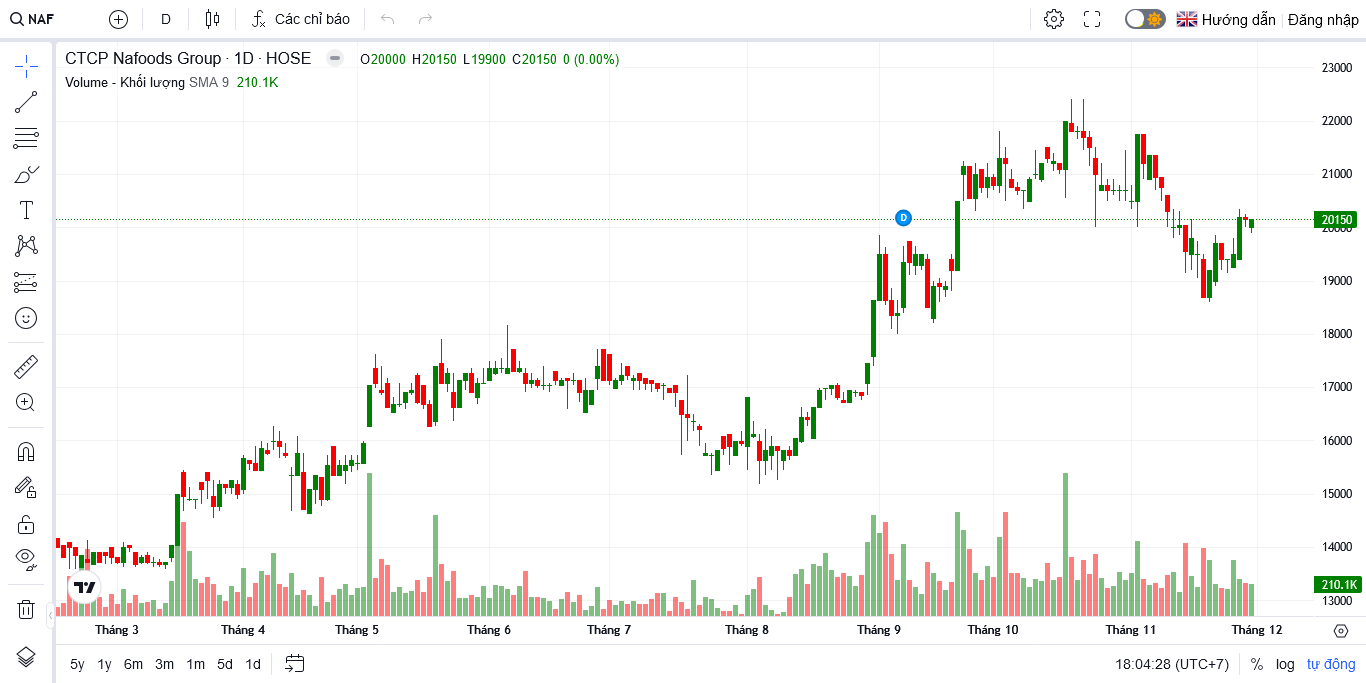 NAF D Các chỉ báo Hướng dẫn Đăng nhập
CTCP Nafoods Group · 1D · HOSE O20000 H20150 L19900 C20150 0 (0.00%)
Volume - Khối lượng SMA 9 210.1K
23000
22000
21000
D
20150
20000
19000
18000
17000
16000
15000
14000
210.1K
13000
Tháng 3 Tháng 4 Tháng 5 Tháng 6 Tháng 7 Tháng 8 Tháng 9 Tháng 10 Tháng 11 Tháng 12
5y 1y 6m 3m 1m 5d 1d 18:04:28 (UTC+7) % log tự động